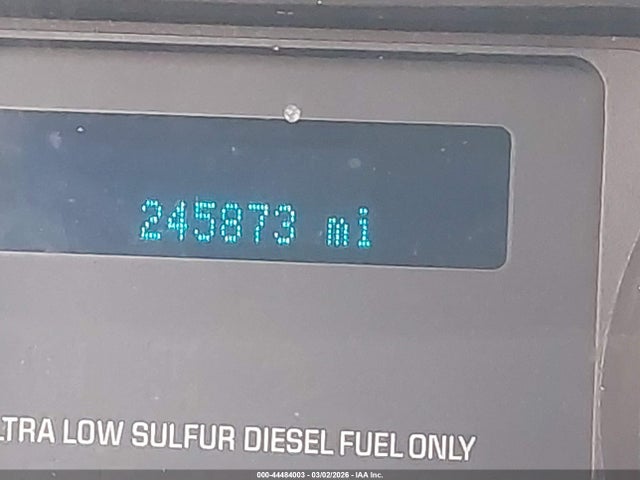 245873 mi
LTRA LOW SULFUR DIESEL FUEL ONLY
000-44484003 - 03/02/2026 - IAA Inc.